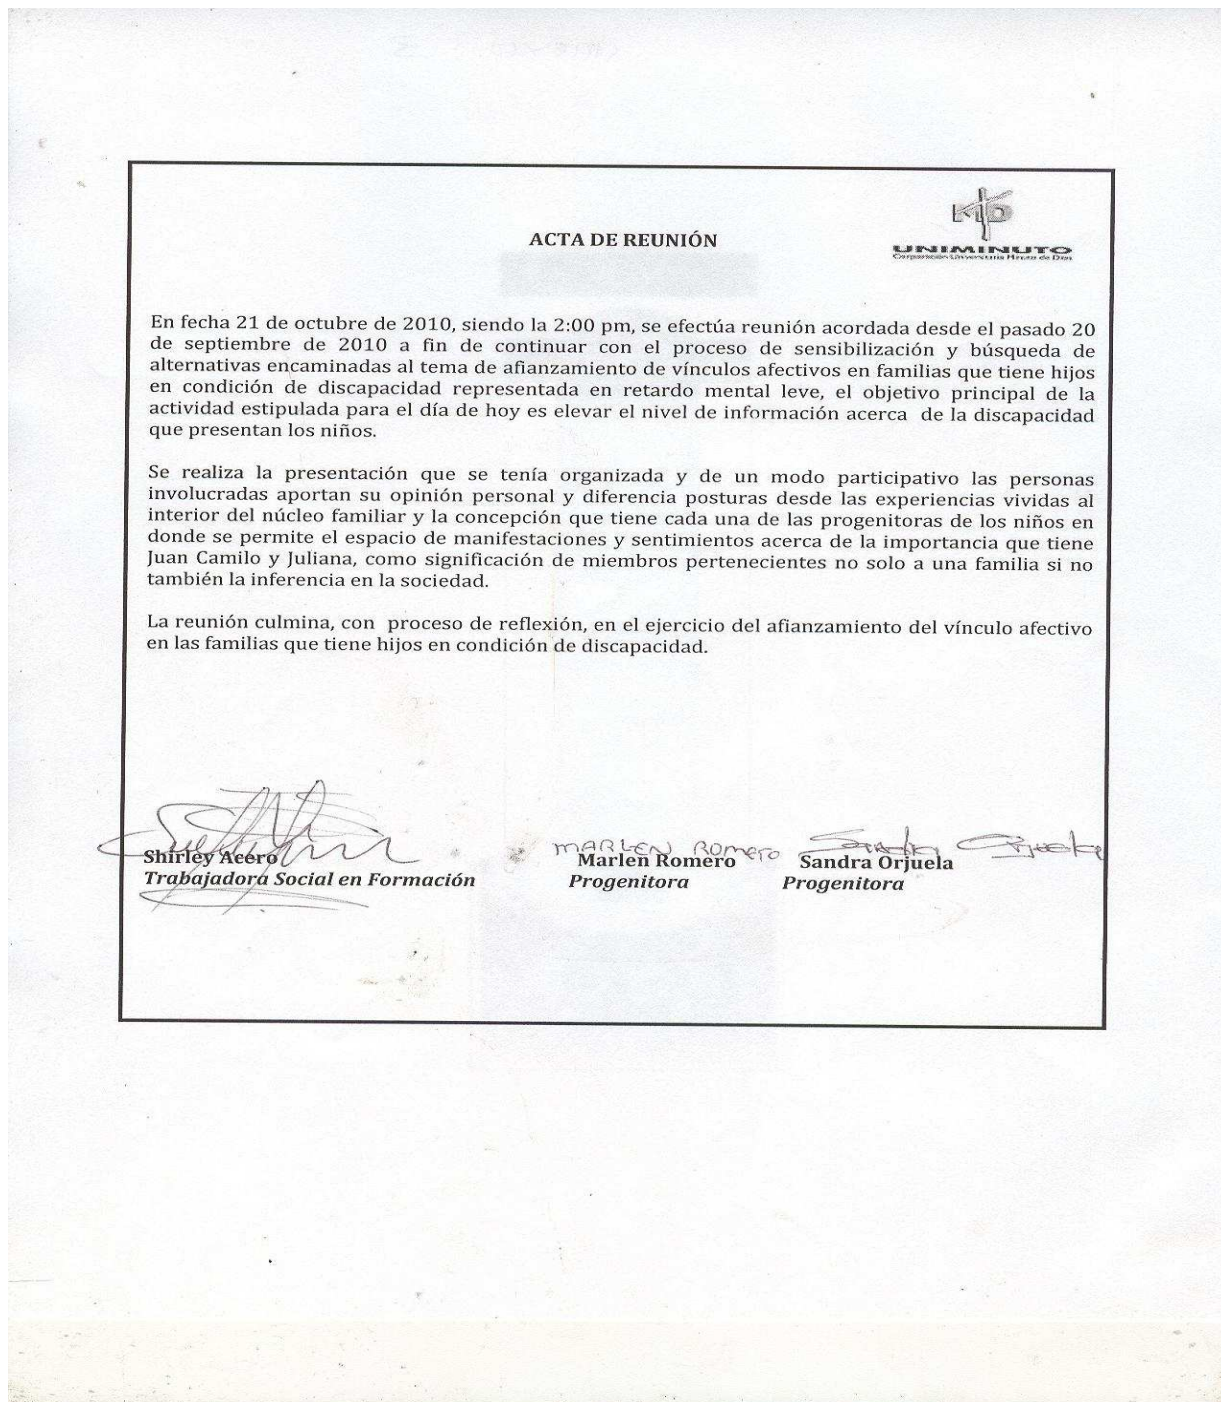 MD
UNIMINUTO
Corporación Universitaria Minuto de Dios
ACTA DE REUNIÓN
En fecha 21 de octubre de 2010, siendo la 2:00 pm, se efectúa reunión acordada desde el pasado 20
de septiembre de 2010 a fin de continuar con el proceso de sensibilización y búsqueda de
alternativas encaminadas al tema de afianzamiento de vínculos afectivos en familias que tiene hijos
en condición de discapacidad representada en retardo mental leve, el objetivo principal de la
actividad estipulada para el día de hoy es elevar el nivel de información acerca de la discapacidad
que presentan los niños.
Se realiza la presentación que se tenía organizada y de un modo participativo las personas
involucradas aportan su opinión personal y diferencia posturas desde las experiencias vividas al
interior del núcleo familiar y la concepción que tiene cada una de las progenitoras de los niños en
donde se permite el espacio de manifestaciones y sentimientos acerca de la importancia que tiene
Juan Camilo y Juliana, como significación de miembros pertenecientes no solo a una familia si no
también la inferencia en la sociedad.
La reunión culmina, con proceso de reflexión, en el ejercicio del afianzamiento del vínculo afectivo
en las familias que tiene hijos en condición de discapacidad.
MARLEN ROMERO Sandra Orjuela
Shirley Acero Marlen Romero Sandra Orjuela
Trabajadora Social en Formación Progenitora Progenitora